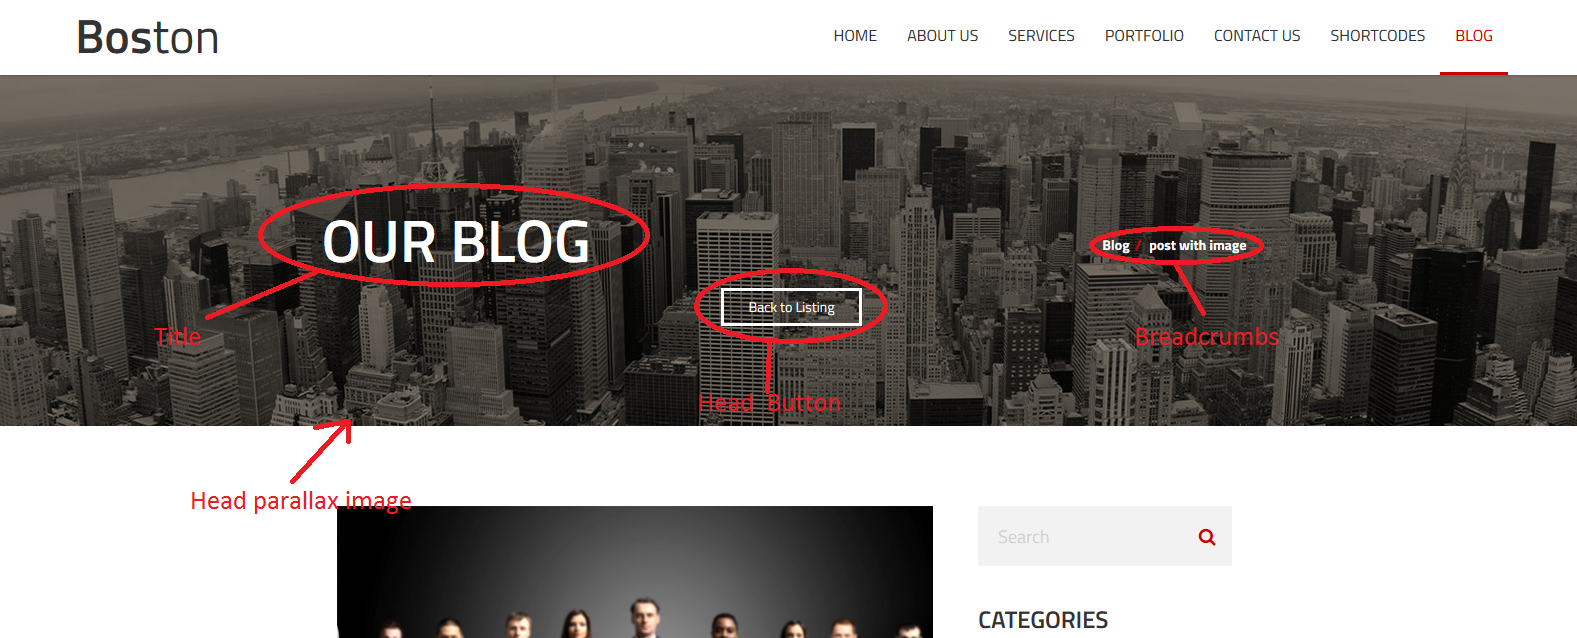 Boston
HOME ABOUT US SERVICES PORTFOLIO CONTACT US SHORTCODES BLOG
OUR BLOG
Blog / post with image
Back to Listing
Title
Breadcrumbs
Head Button
Head parallax image
Search
CATEGORIES